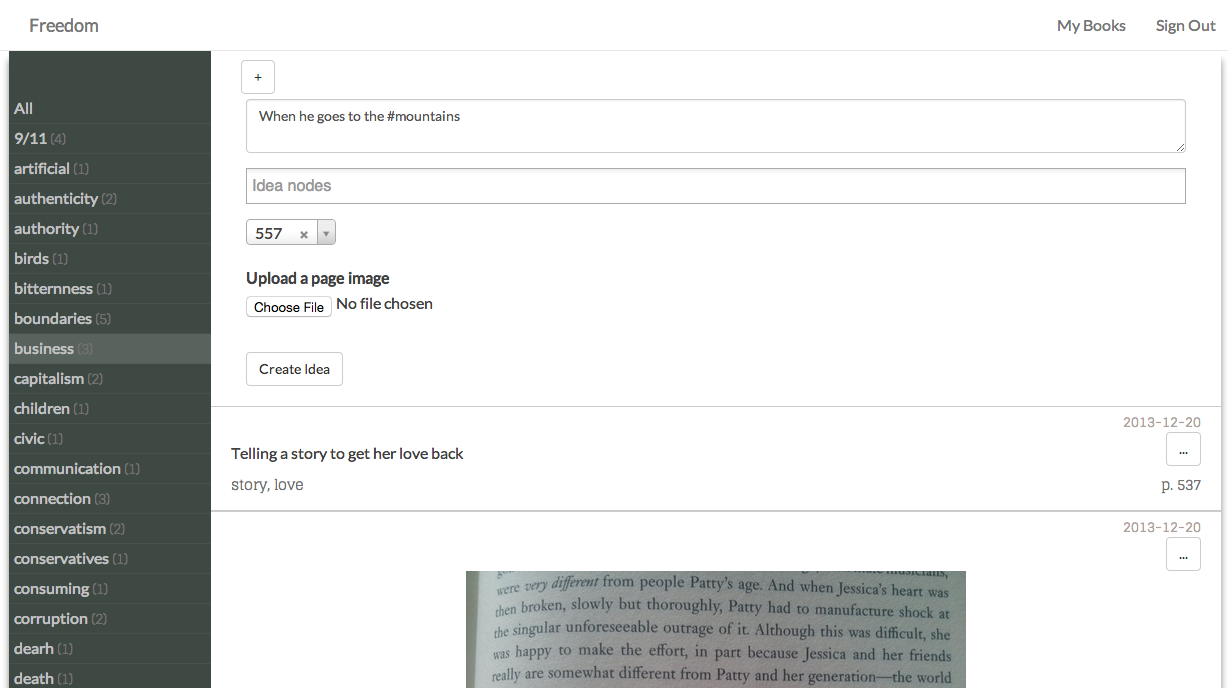 Freedom
My Books
Sign Out
All
9/11 (4)
artificial (1)
authenticity (2)
authority (1)
birds (1)
bitternness (1)
boundaries (5)
business (3)
capitalism (2)
children (1)
civic (1)
communication (1)
connection (3)
conservatism (2)
conservatives (1)
consuming (1)
corruption (2)
dearh (1)
death (1)
+
When he goes to the #mountains
Idea nodes
557 ×
Upload a page image
Choose File No file chosen
Create Idea
2013-12-20
...
Telling a story to get her love back
story, love
p. 537
2013-12-20
...
musicians,
were very different from people Patty's age. And when Jessica's heart was
then broken, slowly but thoroughly, Patty had to manufacture shock at
the singular unforeseeable outrage of it. Although this was difficult, she
was happy to make the effort, in part because Jessica and her friends
really are somewhat different from Patty and her generation—the world